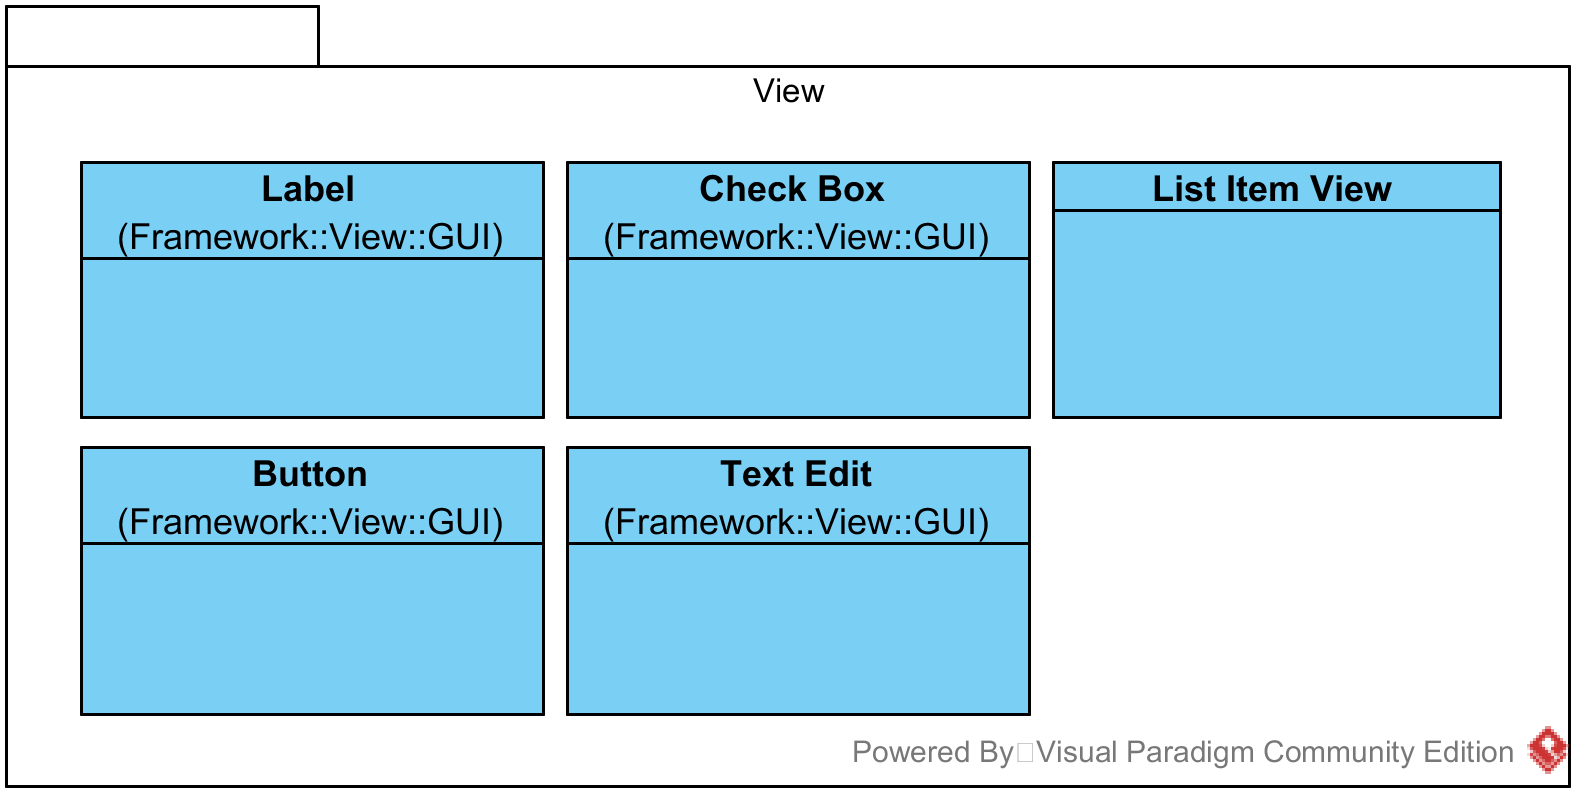 View
Label
(Framework::View::GUI)
Check Box
(Framework::View::GUI)
List Item View
Button
(Framework::View::GUI)
Text Edit
(Framework::View::GUI)
Powered By Visual Paradigm Community Edition